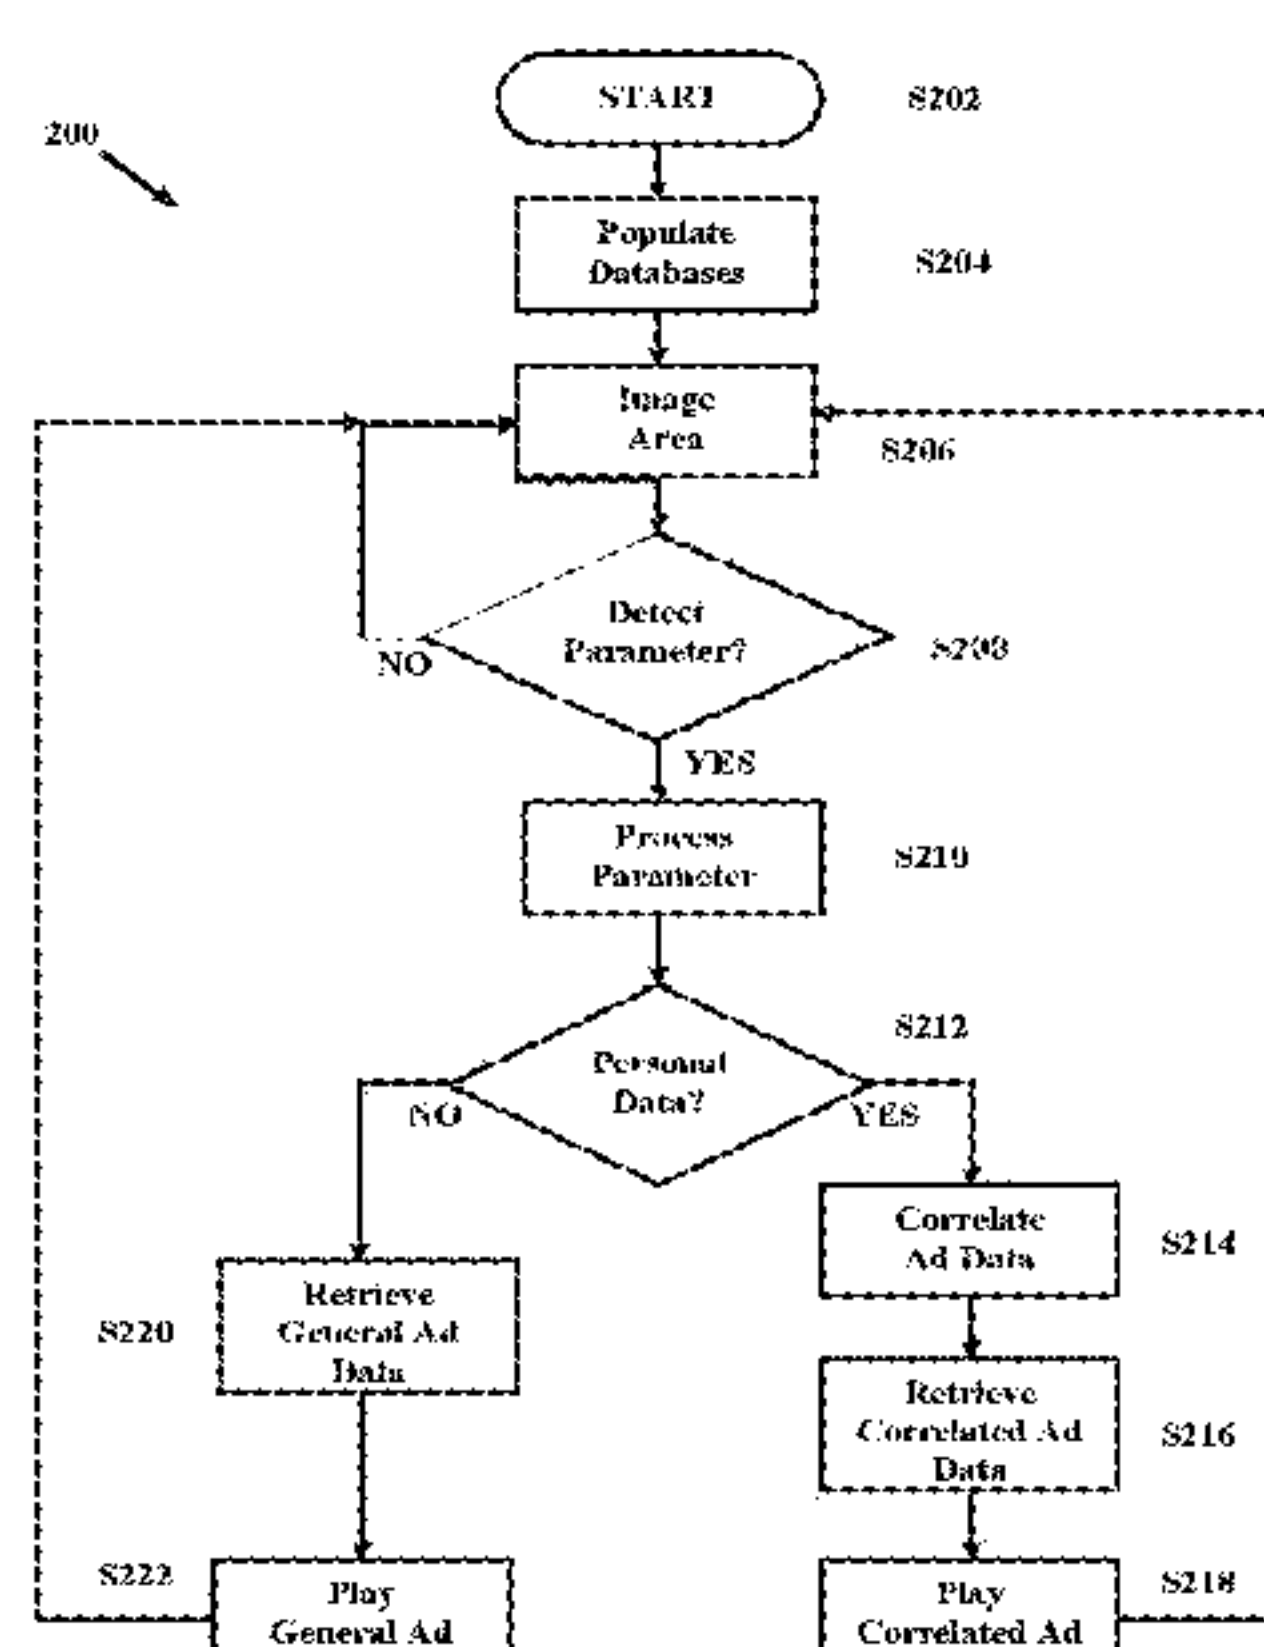 START
S202
200
Populate
Databases
S204
Image
Area
S206
Detect
Parameter?
S208
NO
YES
Process
Parameter
S210
S212
Personal
Data?
NO
YES
Correlate
Ad Data
S214
Retrieve
General Ad
Data
S220
Retrieve
Correlated Ad
Data
S216
S222
Play
General Ad
Play
Correlated Ad
S218